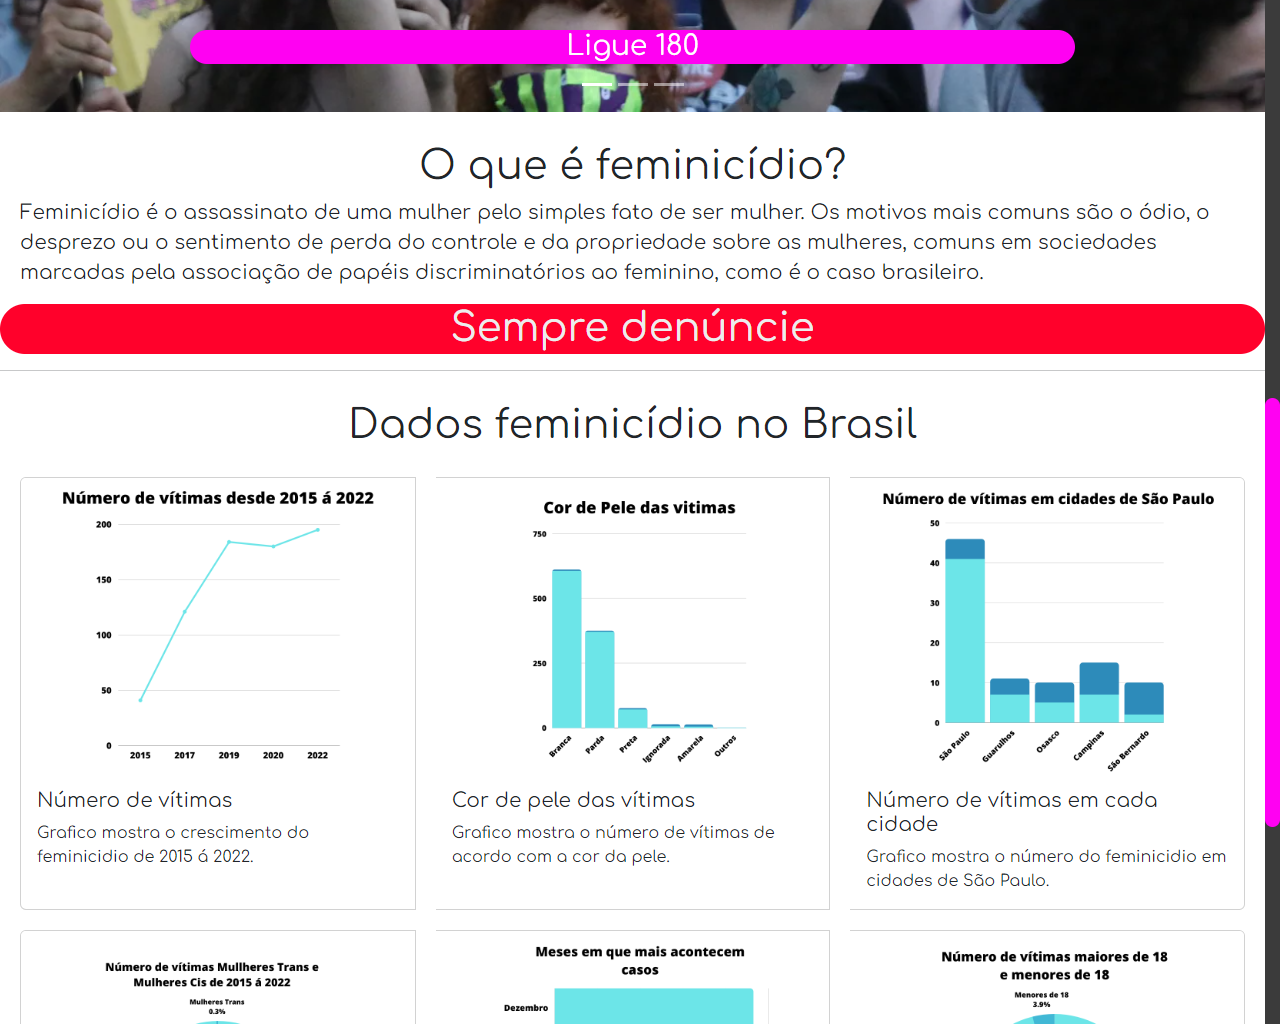 Ligue 180
O que é feminicídio?
Feminicídio é o assassinato de uma mulher pelo simples fato de ser mulher. Os motivos mais comuns são o ódio, o
desprezo ou o sentimento de perda do controle e da propriedade sobre as mulheres, comuns em sociedades
marcadas pela associação de papéis discriminatórios ao feminino, como é o caso brasileiro.
Sempre denúncie
Dados feminicídio no Brasil
Número de vítimas desde 2015 á 2022
200
150
100
50
0
2015 2017 2019 2020 2022
Número de vítimas
Grafico mostra o crescimento do
feminicidio de 2015 á 2022.
Cor de Pele das vitimas
750
500
250
0
Branca Parda Preta Ignorada Amarela Outros
Cor de pele das vítimas
Grafico mostra o número de vítimas de
acordo com a cor da pele.
Número de vítimas em cidades de São Paulo
50
40
30
20
10
0
São Paulo Guarulhos Osasco Campinas São Bernardo
Número de vítimas em cada
cidade
Grafico mostra o número do feminicidio em
cidades de São Paulo.
Número de vítimas Mullheres Trans e
Mulheres Cis de 2015 á 2022
Mulheres Trans
0.3%
Meses em que mais acontecem
casos
Dezembro
Número de vítimas maiores de 18
e menores de 18
Menores de 18
3.9%